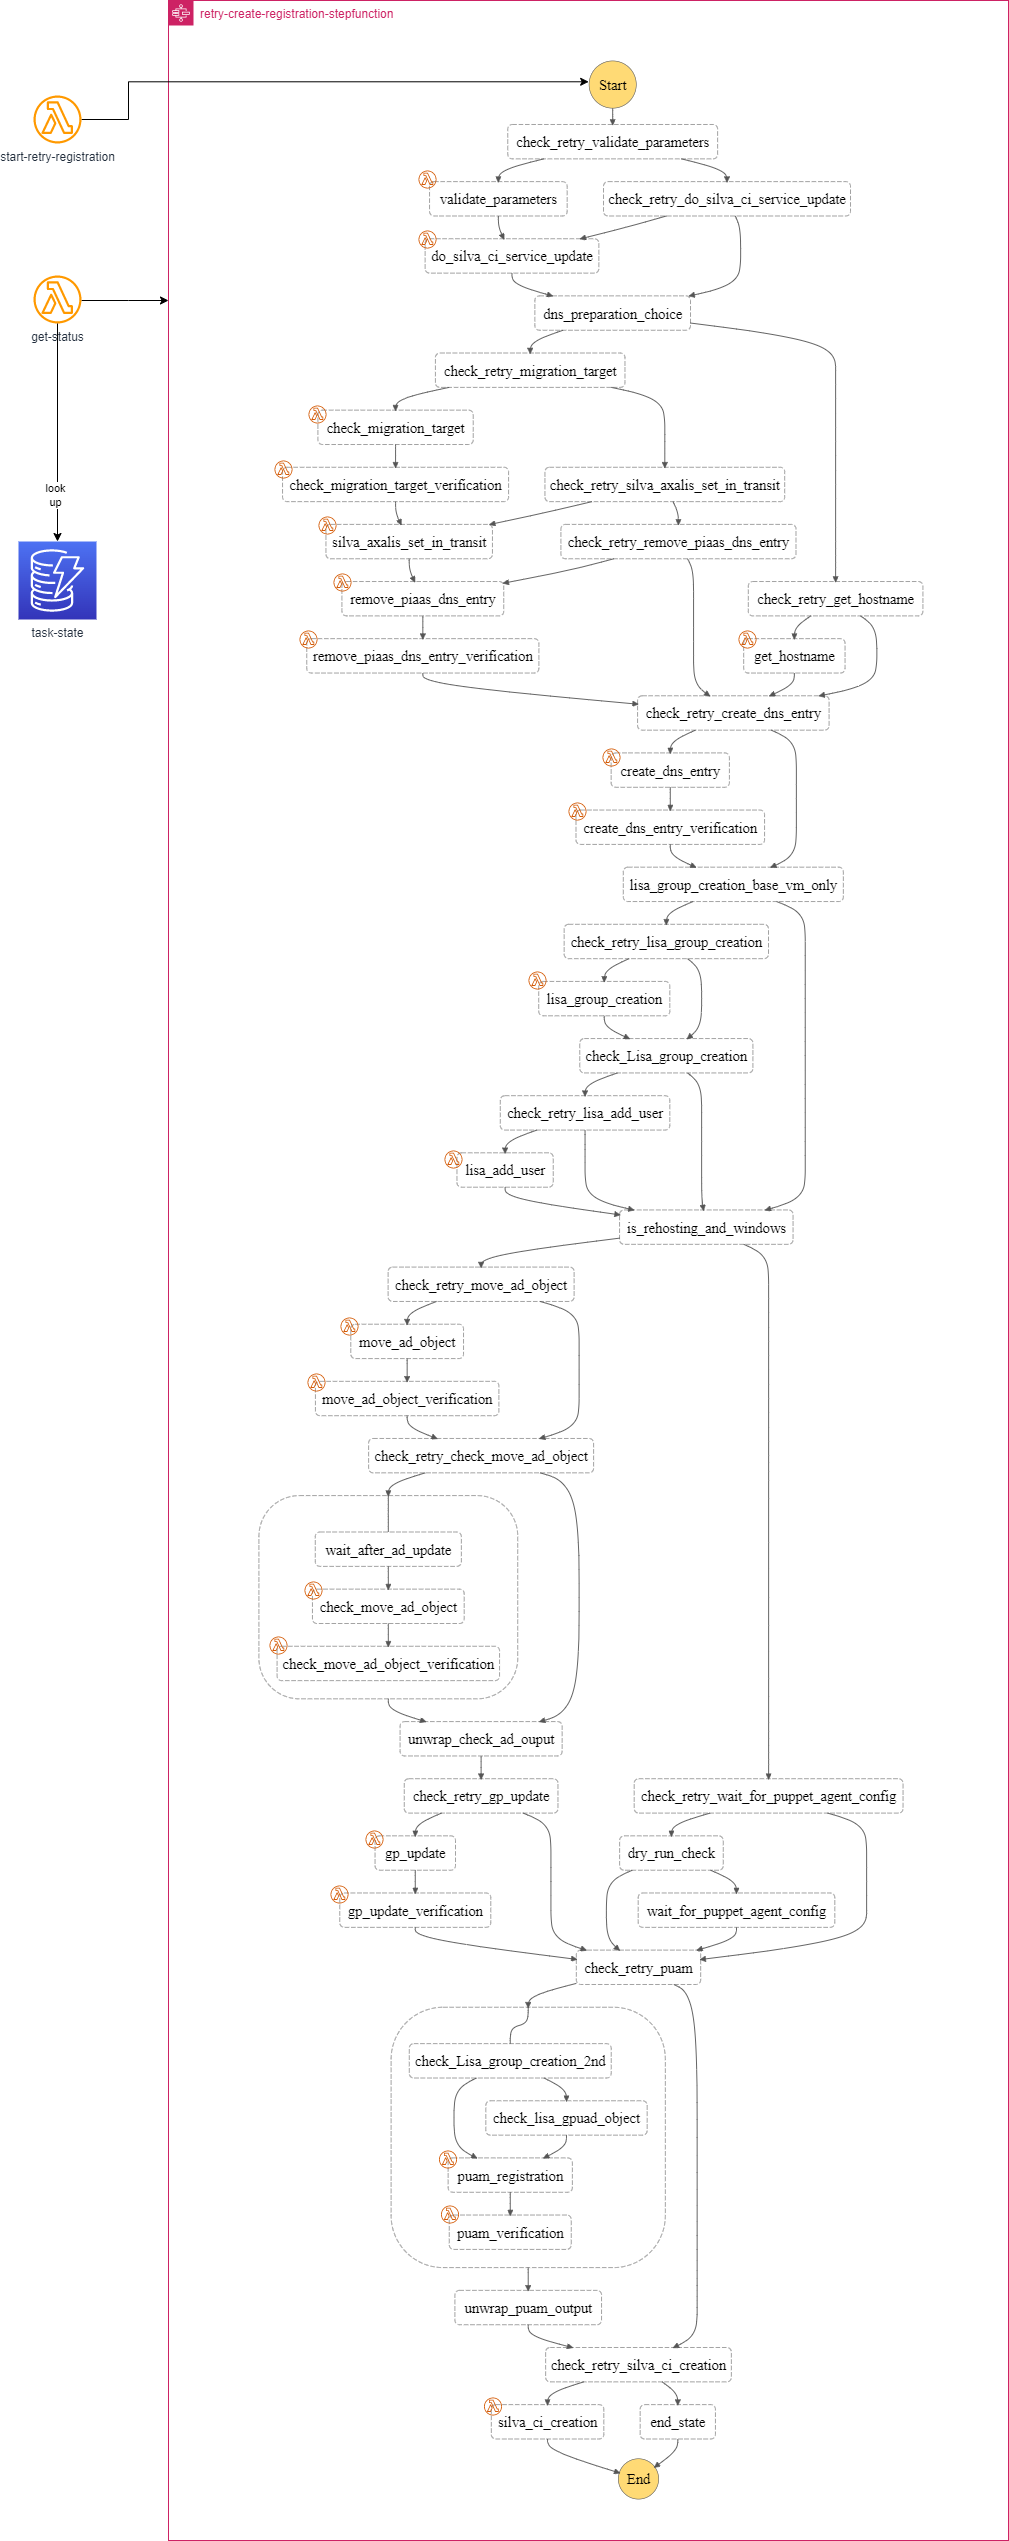 retry-create-registration-stepfunction
Start
start-retry-registration
check_retry_validate_parameters
validate_parameters
check_retry_do_silva_ci_service_update
do_silva_ci_service_update
dns_preparation_choice
get-status
check_retry_migration_target
check_migration_target
check_migration_target_verification
check_retry_silva_axalis_set_in_transit
look
up
silva_axalis_set_in_transit
check_retry_remove_piaas_dns_entry
remove_piaas_dns_entry
check_retry_get_hostname
task-state
remove_piaas_dns_entry_verification
get_hostname
check_retry_create_dns_entry
create_dns_entry
create_dns_entry_verification
lisa_group_creation_base_vm_only
check_retry_lisa_group_creation
lisa_group_creation
check_Lisa_group_creation
check_retry_lisa_add_user
lisa_add_user
is_rehosting_and_windows
check_retry_move_ad_object
move_ad_object
move_ad_object_verification
check_retry_check_move_ad_object
wait_after_ad_update
check_move_ad_object
check_move_ad_object_verification
unwrap_check_ad_ouput
check_retry_gp_update
check_retry_wait_for_puppet_agent_config
gp_update
dry_run_check
gp_update_verification
wait_for_puppet_agent_config
check_retry_puam
check_Lisa_group_creation_2nd
check_lisa_gpuad_object
puam_registration
puam_verification
unwrap_puam_output
check_retry_silva_ci_creation
silva_ci_creation
end_state
End